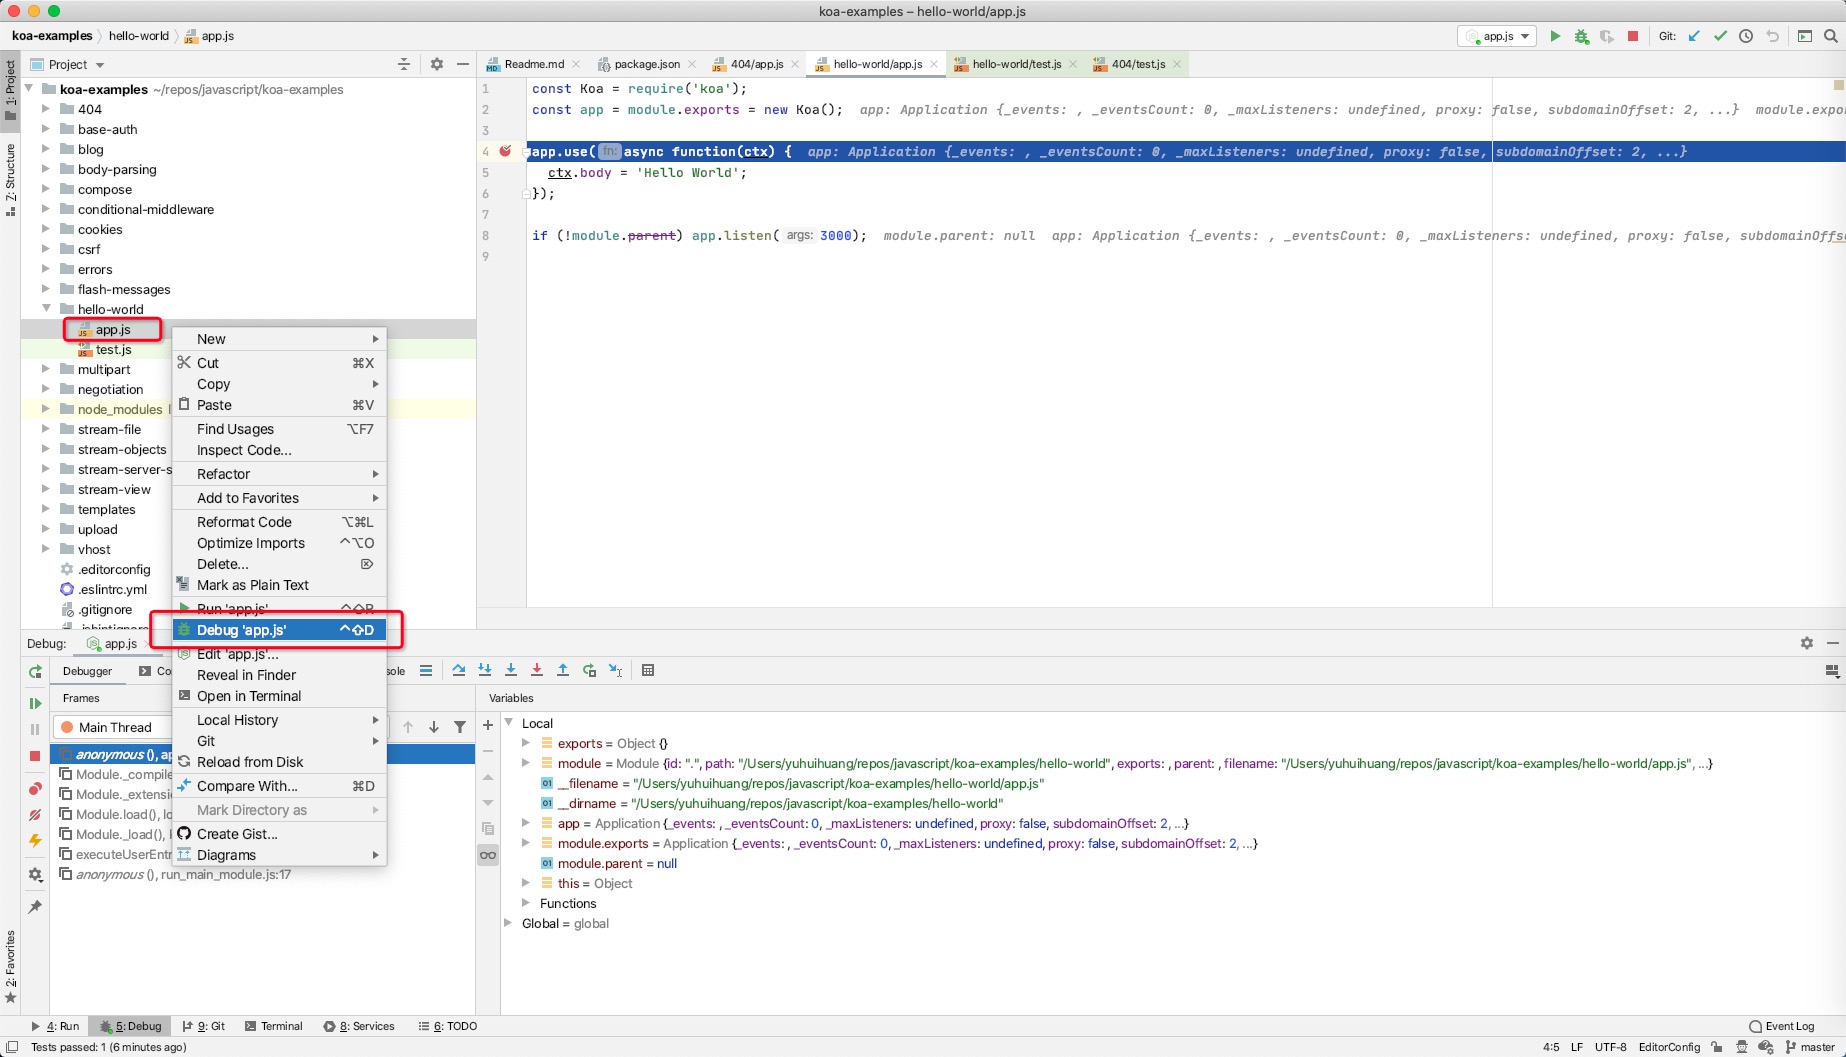 koa-examples – hello-world/app.js
koa-examples hello-world app.js
app.js Git:
1: Project
Z: Structure
2: Favorites
Project
koa-examples ~/repos/javascript/koa-examples
404
base-auth
blog
body-parsing
compose
conditional-middleware
cookies
csrf
errors
flash-messages
hello-world
app.js
test.js
multipart
negotiation
node_modules
stream-file
stream-objects
stream-server-s
stream-view
templates
upload
vhost
.editorconfig
.eslintrc.yml
.gitignore
.jshintignore
New
Cut ⌘X
Copy
Paste ⌘V
Find Usages ⌥F7
Inspect Code...
Refactor
Add to Favorites
Reformat Code ⌥⌘L
Optimize Imports ^⌥O
Delete... ⌦
Mark as Plain Text
Run 'app.js' ^⇧R
Debug 'app.js' ^⇧D
Edit 'app.js'...
Reveal in Finder
Open in Terminal
Local History
Git
Reload from Disk
Compare With... ⌘D
Mark Directory as
Create Gist...
Diagrams
Readme.md package.json 404/app.js hello-world/app.js hello-world/test.js 404/test.js
1 const Koa = require('koa');
2 const app = module.exports = new Koa(); app: Application {_events: , _eventsCount: 0, _maxListeners: undefined, proxy: false, subdomainOffset: 2, ...} module.expor
3
4 app.use( fn: async function(ctx) { app: Application {_events: , _eventsCount: 0, _maxListeners: undefined, proxy: false, subdomainOffset: 2, ...}
5 ctx.body = 'Hello World';
6 });
7
8 if (!module.parent) app.listen( args: 3000); module.parent: null app: Application {_events: , _eventsCount: 0, _maxListeners: undefined, proxy: false, subdomainOffse
9
Debug: app.js
Debugger Co sole
Frames
Main Thread
anonymous(), ap
Module._compile
Module._extensi
Module.load(), lo
Module._load(), l
executeUserEntr
anonymous(), run_main_module.js:17
Variables
Local
exports = Object {}
module = Module {id: ".", path: "/Users/yuhuihuang/repos/javascript/koa-examples/hello-world", exports: , parent: , filename: "/Users/yuhuihuang/repos/javascript/koa-examples/hello-world/app.js", ...}
__filename = "/Users/yuhuihuang/repos/javascript/koa-examples/hello-world/app.js"
__dirname = "/Users/yuhuihuang/repos/javascript/koa-examples/hello-world"
app = Application {_events: , _eventsCount: 0, _maxListeners: undefined, proxy: false, subdomainOffset: 2, ...}
module.exports = Application {_events: , _eventsCount: 0, _maxListeners: undefined, proxy: false, subdomainOffset: 2, ...}
module.parent = null
this = Object
Functions
Global = global
4: Run 5: Debug 9: Git Terminal 8: Services 6: TODO Event Log
Tests passed: 1 (6 minutes ago) 4:5 LF UTF-8 EditorConfig master